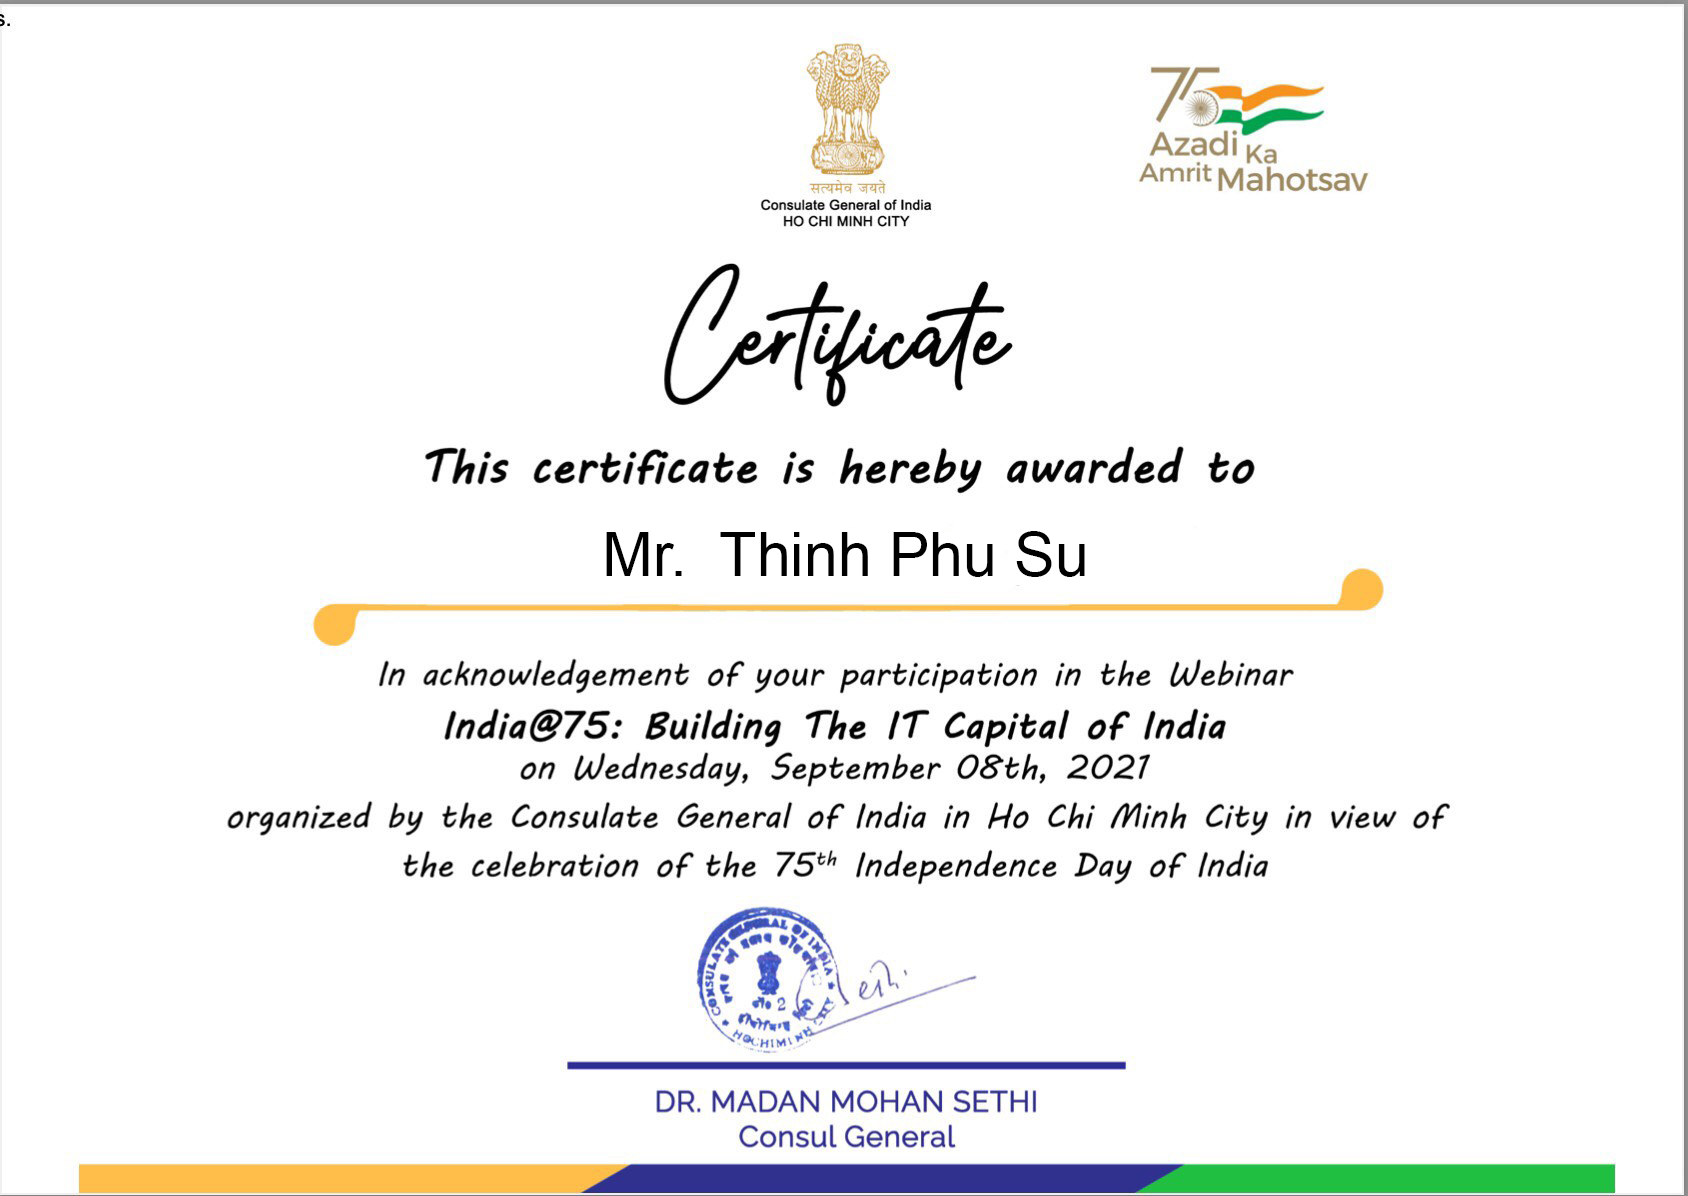 s.
सत्यमेव जयते
Consulate General of India
HO CHI MINH CITY
75
Azadi Ka
Amrit Mahotsav
Certificate
This certificate is hereby awarded to
Mr. Thinh Phu Su
In acknowledgement of your participation in the Webinar
India@75: Building The IT Capital of India
on Wednesday, September 08th, 2021
organized by the Consulate General of India in Ho Chi Minh City in view of
the celebration of the 75th Independence Day of India
CONSULATE GENERAL OF INDIA
2
HOCHIMINH CITY
Sethi
DR. MADAN MOHAN SETHI
Consul General